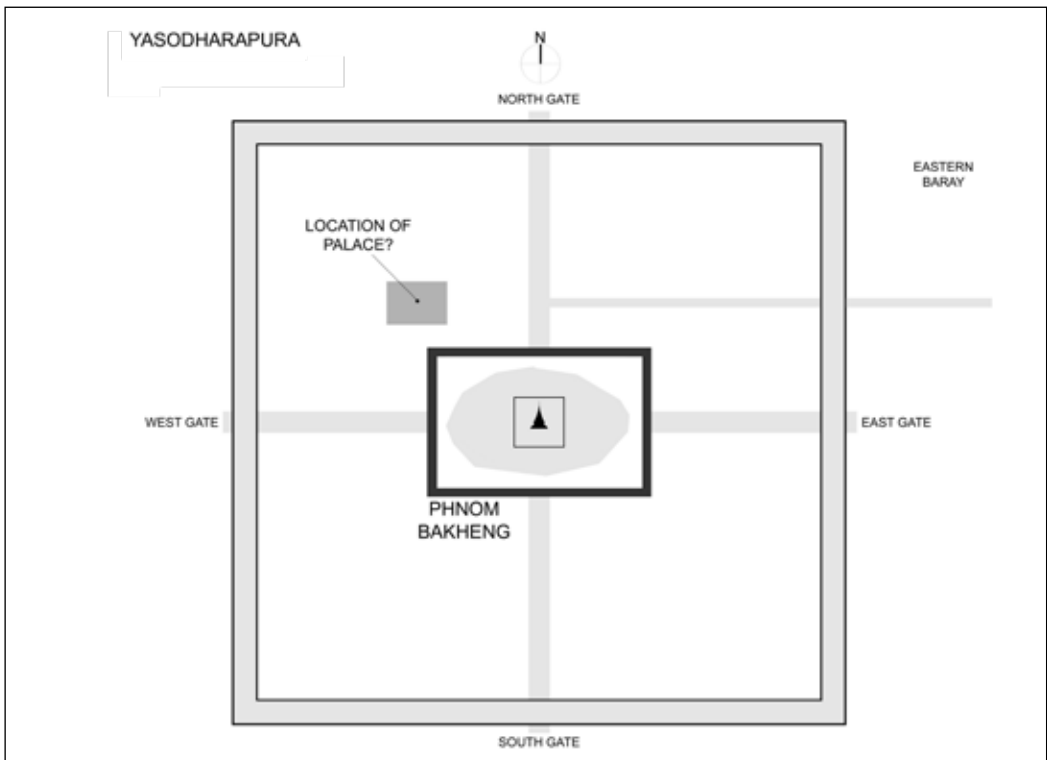 YASODHARAPURA
N
NORTH GATE
EASTERN
BARAY
LOCATION OF
PALACE?
WEST GATE
EAST GATE
PHNOM
BAKHENG
SOUTH GATE